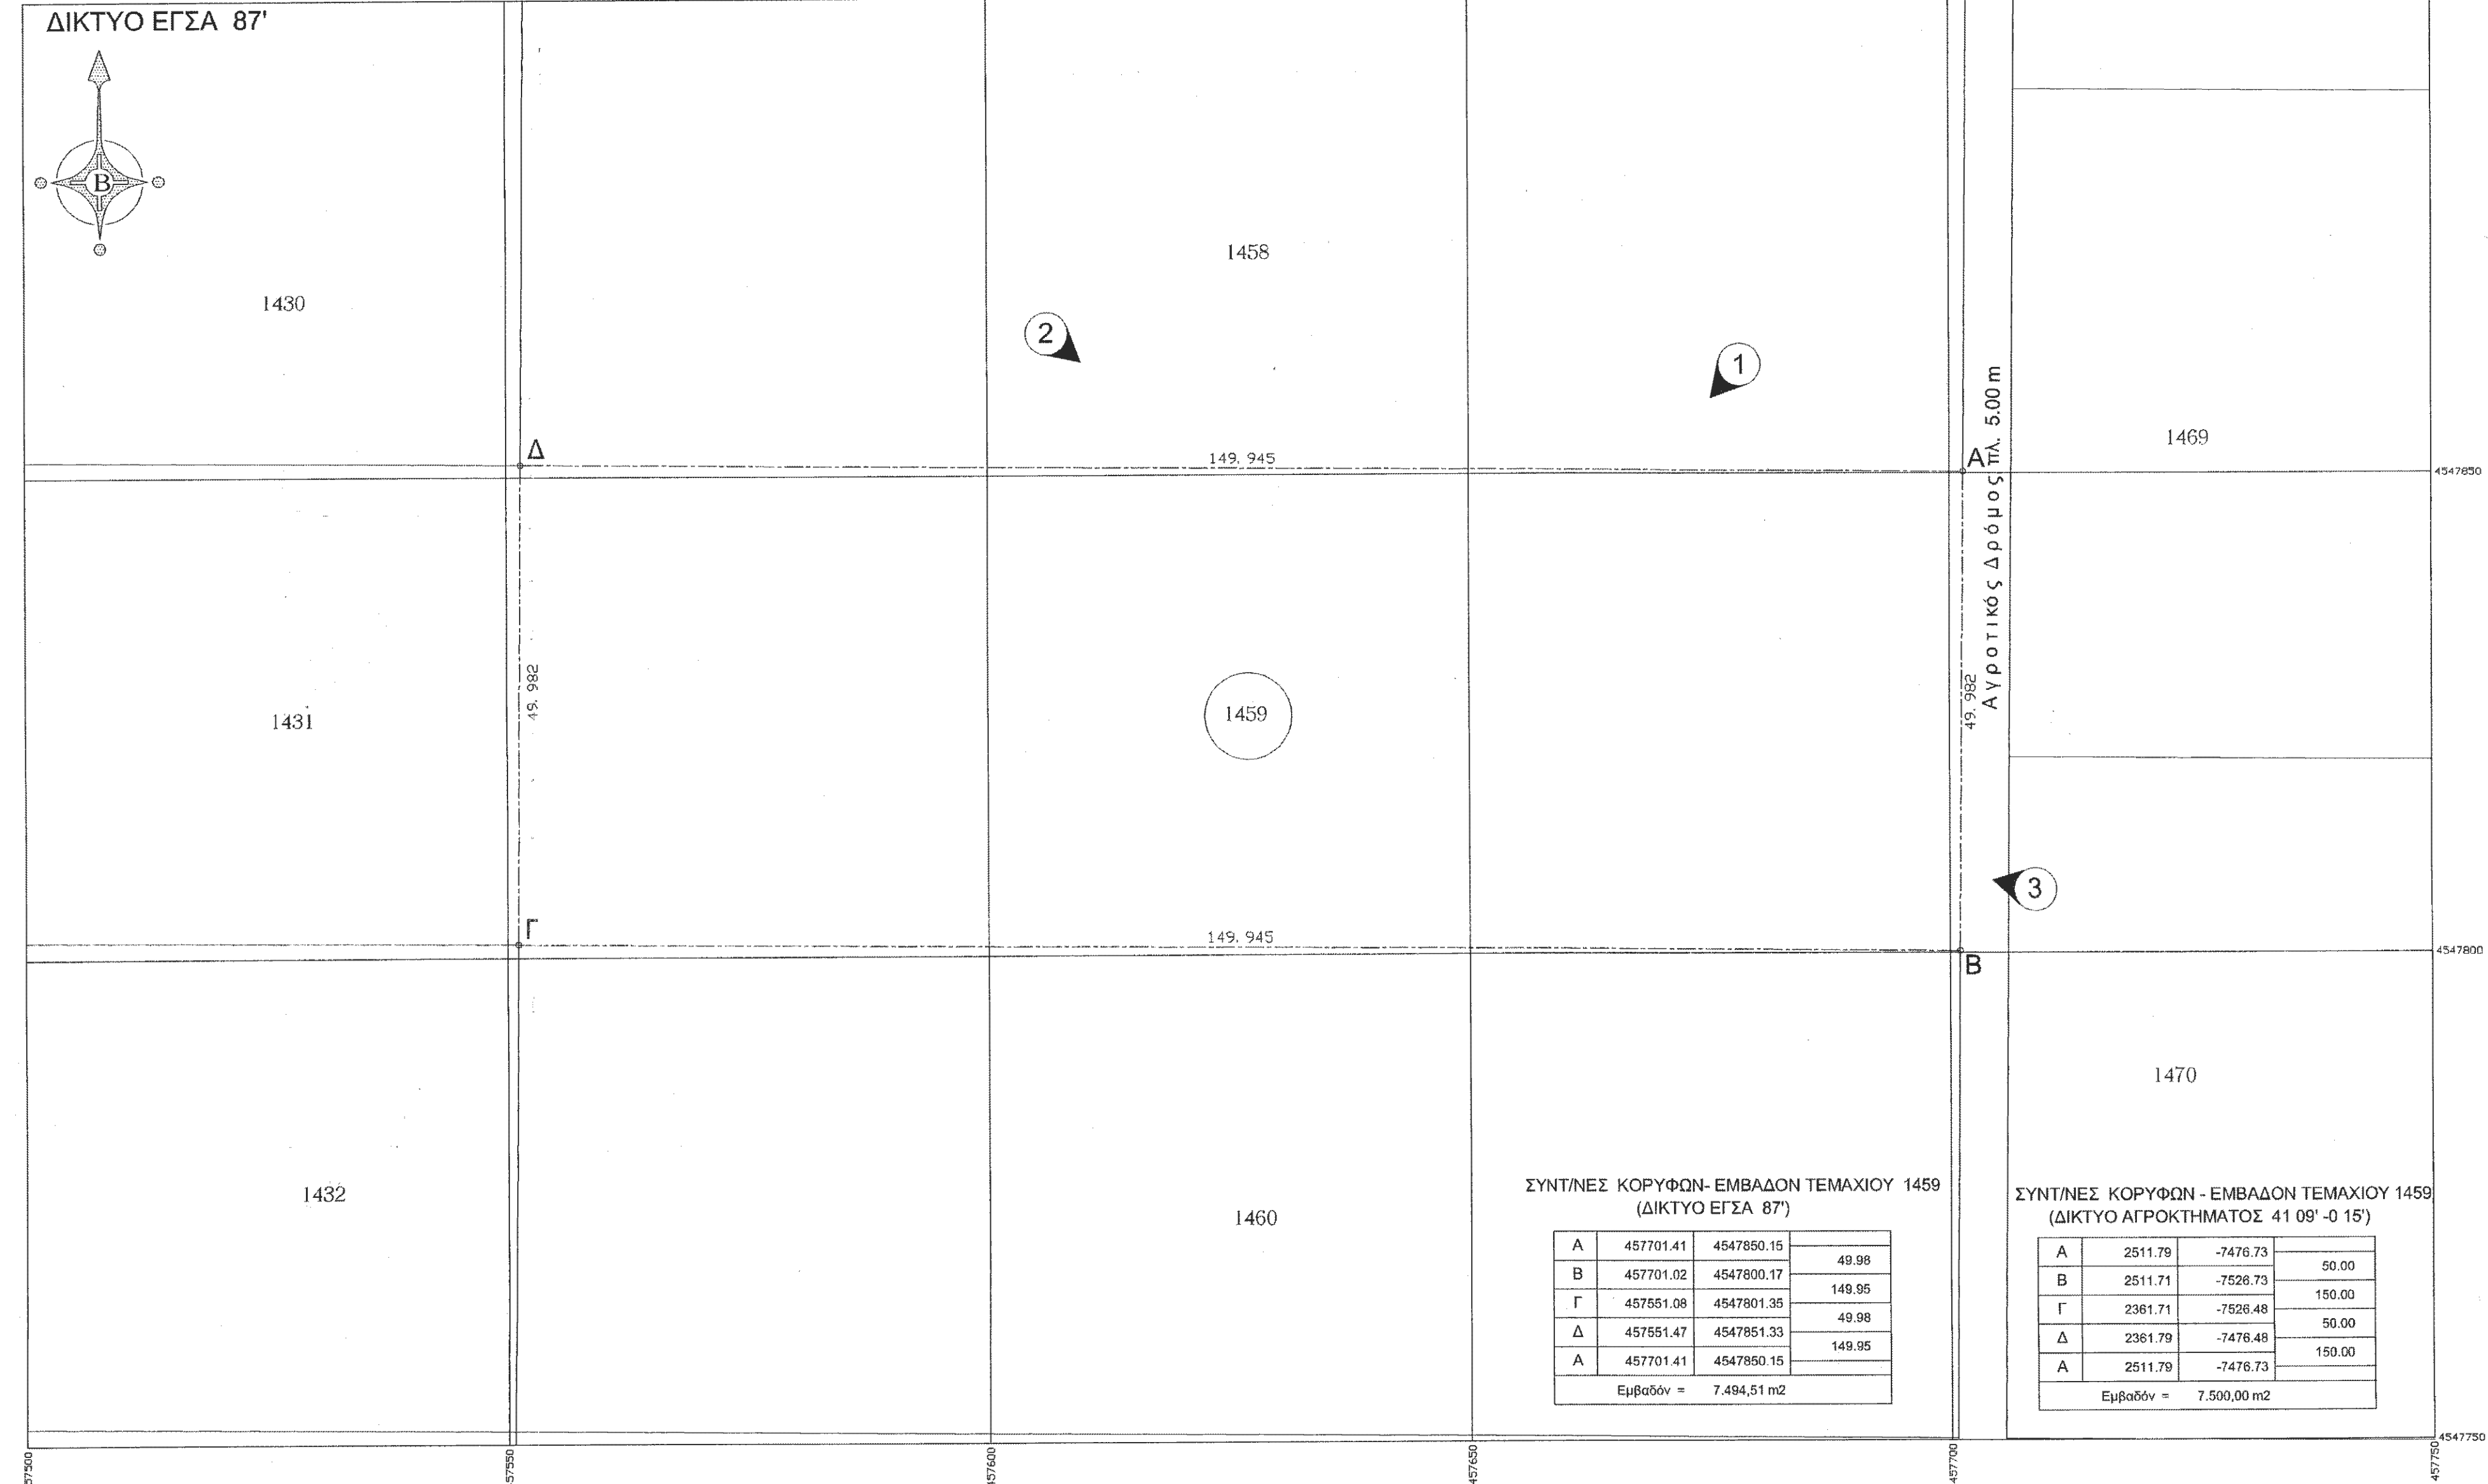 ΔΙΚΤΥΟ ΕΓΣΑ 87'
Β
1430
1458
2
1
1469
Δ
149.945
Α
4547850
Αγροτικός Δρόμος πλ. 5.00 m
49.982
49.982
1431
1459
3
Γ
149.945
Β
4547800
1470
1432
1460
ΣΥΝΤ/ΝΕΣ ΚΟΡΥΦΩΝ- ΕΜΒΑΔΟΝ ΤΕΜΑΧΙΟΥ 1459
(ΔΙΚΤΥΟ ΕΓΣΑ 87')
Α 457701.41 4547850.15
49.98
Β 457701.02 4547800.17
149.95
Γ 457551.08 4547801.35
49.98
Δ 457551.47 4547851.33
149.95
Α 457701.41 4547850.15
Εμβαδόν = 7.494,51 m2
ΣΥΝΤ/ΝΕΣ ΚΟΡΥΦΩΝ - ΕΜΒΑΔΟΝ ΤΕΜΑΧΙΟΥ 1459
(ΔΙΚΤΥΟ ΑΓΡΟΚΤΗΜΑΤΟΣ 41 09' -0 15')
Α 2511.79 -7476.73
50.00
Β 2511.71 -7526.73
150.00
Γ 2361.71 -7526.48
50.00
Δ 2361.79 -7476.48
150.00
Α 2511.79 -7476.73
Εμβαδόν = 7.500,00 m2
4547750
57500
57550
457600
457650
457700
457750